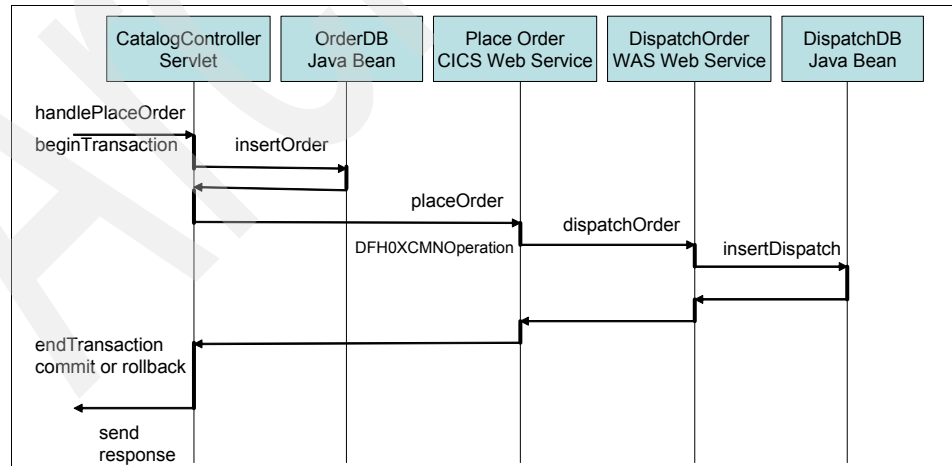 CatalogController
Servlet
OrderDB
Java Bean
Place Order
CICS Web Service
DispatchOrder
WAS Web Service
DispatchDB
Java Bean
handlePlaceOrder
beginTransaction
insertOrder
placeOrder
DFH0XCMNOperation
dispatchOrder
insertDispatch
endTransaction
commit or rollback
send
response